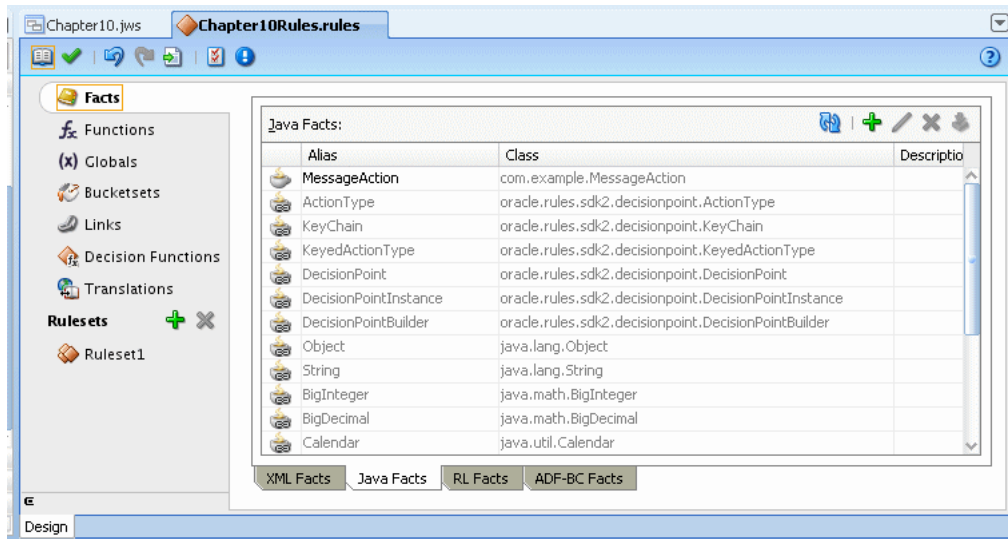 Chapter10.jws
Chapter10Rules.rules
Facts
Functions
Globals
Bucketsets
Links
Decision Functions
Translations
Rulesets
Ruleset1
Java Facts:
Alias Class Descriptio
MessageAction com.example.MessageAction
ActionType oracle.rules.sdk2.decisionpoint.ActionType
KeyChain oracle.rules.sdk2.decisionpoint.KeyChain
KeyedActionType oracle.rules.sdk2.decisionpoint.KeyedActionType
DecisionPoint oracle.rules.sdk2.decisionpoint.DecisionPoint
DecisionPointInstance oracle.rules.sdk2.decisionpoint.DecisionPointInstance
DecisionPointBuilder oracle.rules.sdk2.decisionpoint.DecisionPointBuilder
Object java.lang.Object
String java.lang.String
BigInteger java.math.BigInteger
BigDecimal java.math.BigDecimal
Calendar java.util.Calendar
XML Facts Java Facts RL Facts ADF-BC Facts
Design